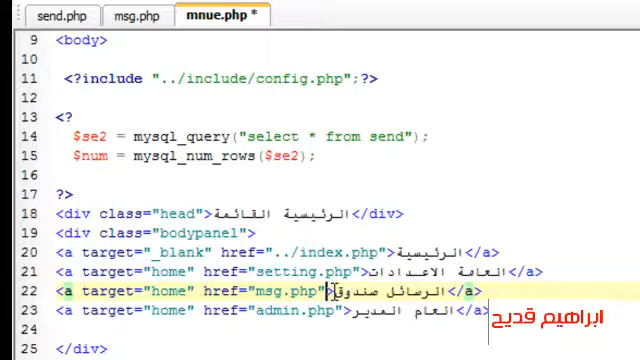 send.php msg.php mnue.php *
9 <body>
10
11 <?include "../include/config.php";?>
12
13 <?
14 $se2 = mysql_query("select * from send");
15 $num = mysql_num_rows($se2);
16
17 ?>
18 <div class="head">الرئيسية القائمة</div>
19 <div class="bodypanel">
20 <a target="_blank" href="../index.php">الرئيسية</a>
21 <a target="home" href="setting.php">العامة الاعدادات</a>
22 <a target="home" href="msg.php">الرسائل صندوق</a>
23 <a target="home" href="admin.php">العام المدير</a>
24
25 </div>
ابراهيم قديح